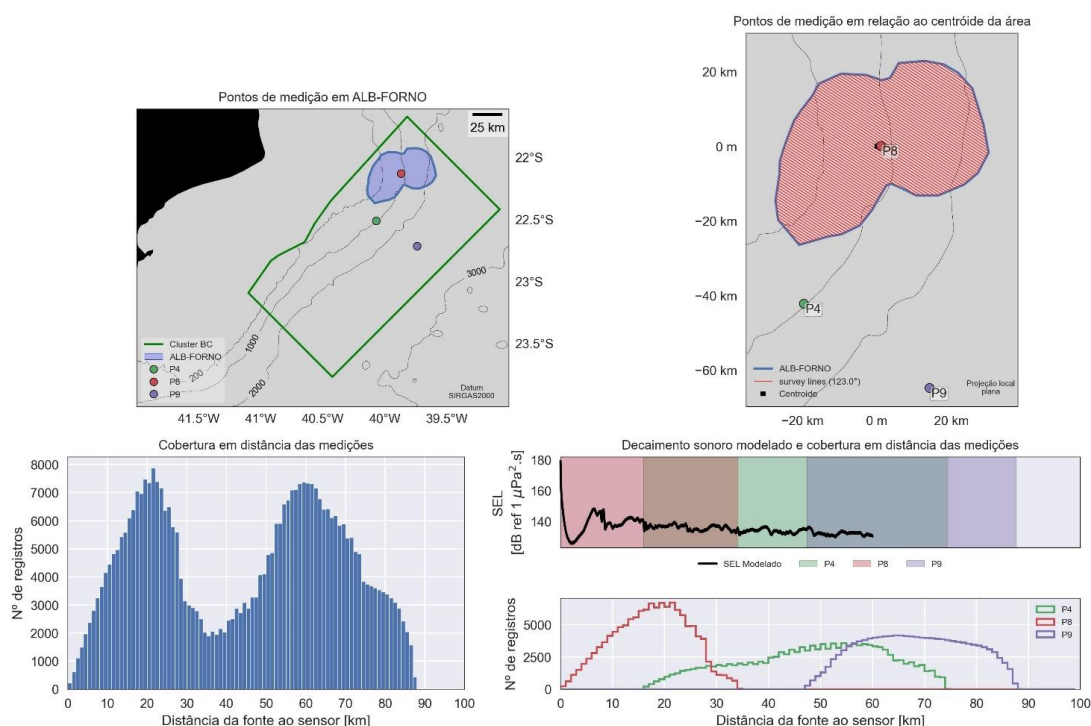 Pontos de medição em ALB-FORNO
25 km
22°S
22.5°S
23°S
23.5°S
3000
200
1000
2000
Cluster BC
ALB-FORNO
P4
P8
P9
Datum
SIRGAS2000
41.5°W
41°W
40.5°W
40°W
39.5°W
Pontos de medição em relação ao centróide da área
20 km
0 m
−20 km
−40 km
−60 km
P8
P4
P9
ALB-FORNO
survey lines (123.0°)
Centroide
Projeção local
plana
−20 km
0 m
20 km
Cobertura em distância das medições
Nº de registros
8000
7000
6000
5000
4000
3000
2000
1000
0
0 10 20 30 40 50 60 70 80 90 100
Distância da fonte ao sensor [km]
Decaimento sonoro modelado e cobertura em distância das medições
SEL
[dB ref 1 μPa².s]
180
160
140
SEL Modelado P4 P8 P9
Nº de registros
5000
2500
0
P4
P8
P9
0 10 20 30 40 50 60 70 80 90 100
Distância da fonte ao sensor [km]